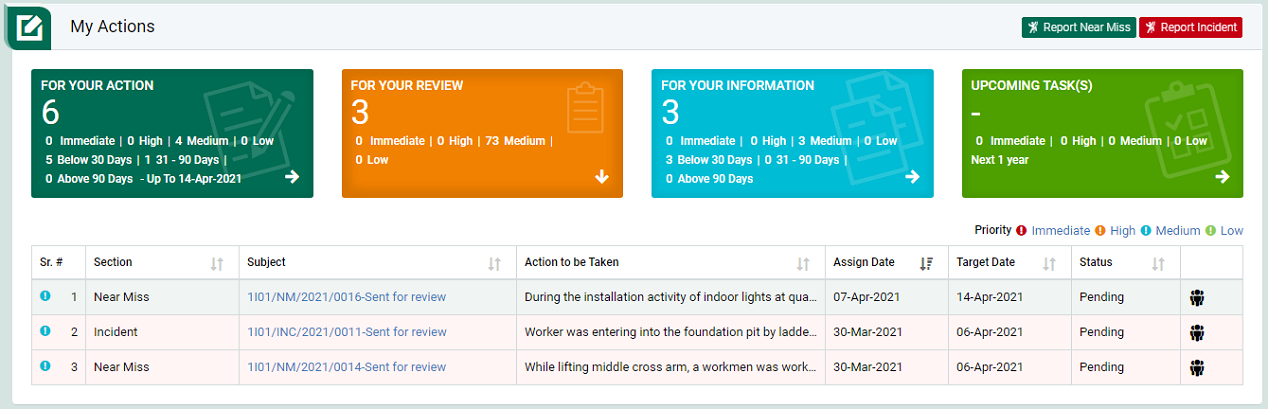 My Actions
Report Near Miss
Report Incident
FOR YOUR ACTION
6
0 Immediate | 0 High | 4 Medium | 0 Low
5 Below 30 Days | 1 31 - 90 Days |
0 Above 90 Days - Up To 14-Apr-2021
FOR YOUR REVIEW
3
0 Immediate | 0 High | 73 Medium |
0 Low
FOR YOUR INFORMATION
3
0 Immediate | 0 High | 3 Medium | 0 Low
3 Below 30 Days | 0 31 - 90 Days |
0 Above 90 Days
UPCOMING TASK(S)
-
0 Immediate | 0 High | 0 Medium | 0 Low
Next 1 year
Priority Immediate High Medium Low
Sr. # Section Subject Action to be Taken Assign Date Target Date Status
1 Near Miss 1I01/NM/2021/0016-Sent for review During the installation activity of indoor lights at qua... 07-Apr-2021 14-Apr-2021 Pending
2 Incident 1I01/INC/2021/0011-Sent for review Worker was entering into the foundation pit by ladde... 30-Mar-2021 06-Apr-2021 Pending
3 Near Miss 1I01/NM/2021/0014-Sent for review While lifting middle cross arm, a workmen was work... 30-Mar-2021 06-Apr-2021 Pending